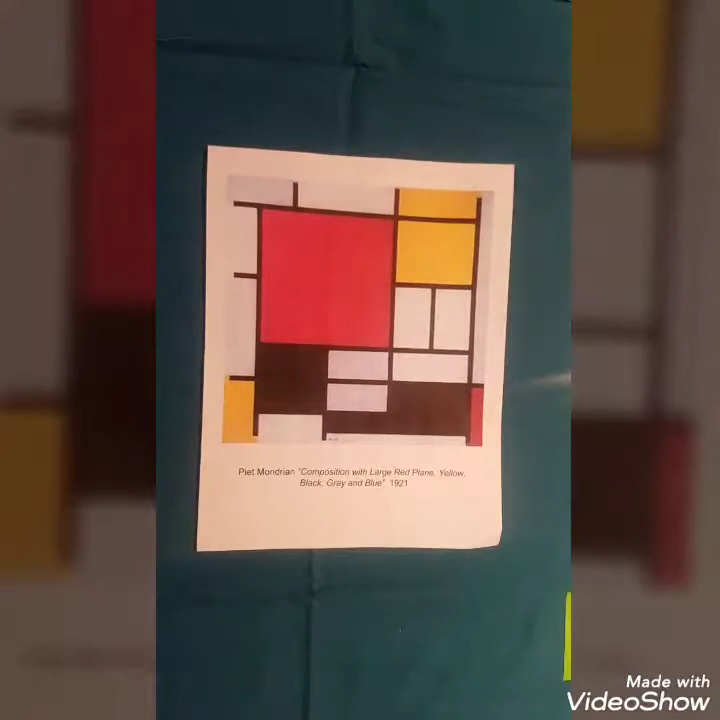 Piet Mondrian "Composition with Large Red Plane, Yellow,
Black, Gray and Blue" 1921
Made with
VideoShow